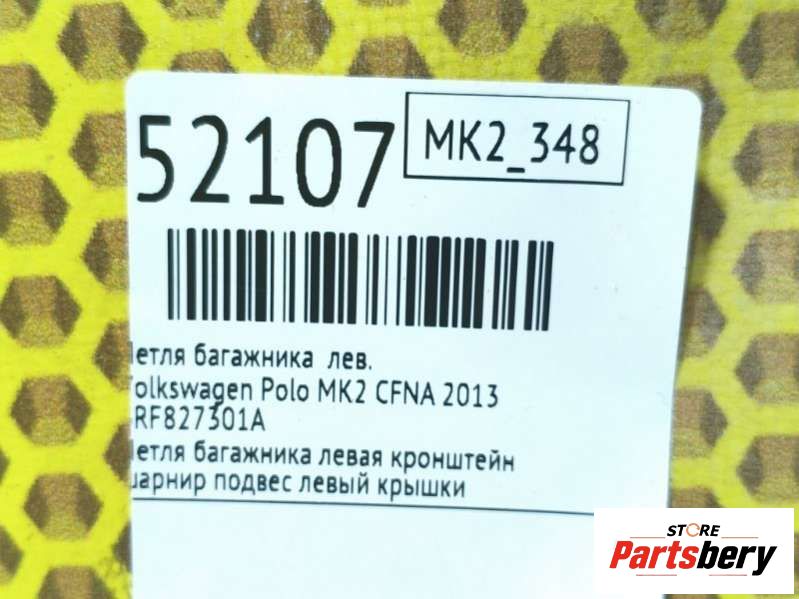 52107
MK2_348
етля багажника лев.
olkswagen Polo MK2 CFNA 2013
RF827301A
етля багажника левая кронштейн
шарнир подвес левый крышки
STORE
Partsbery